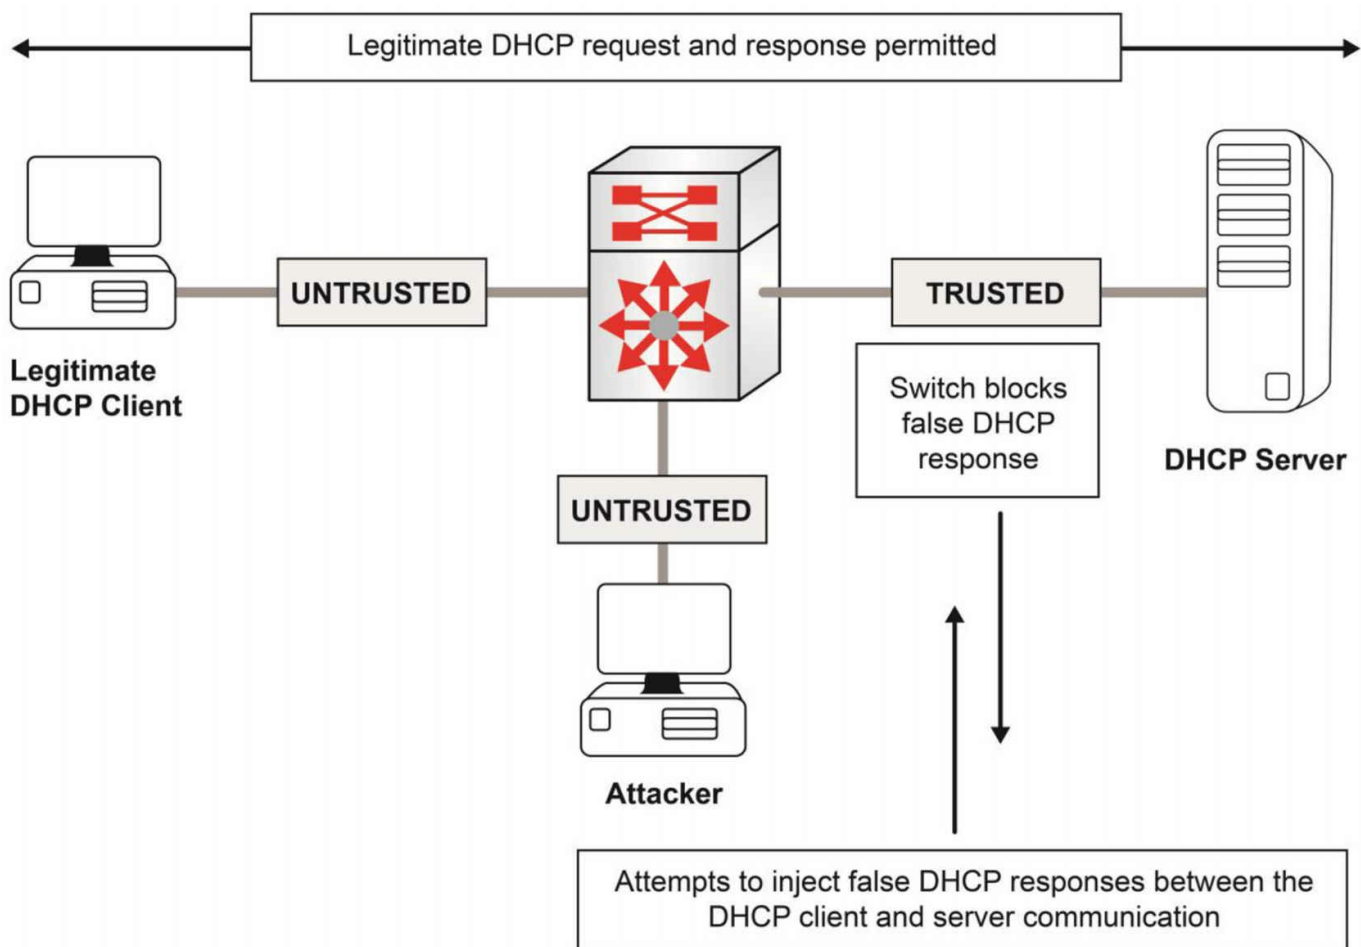 Legitimate DHCP request and response permitted
UNTRUSTED
TRUSTED
Legitimate
DHCP Client
Switch blocks
false DHCP
response
DHCP Server
UNTRUSTED
Attacker
Attempts to inject false DHCP responses between the
DHCP client and server communication